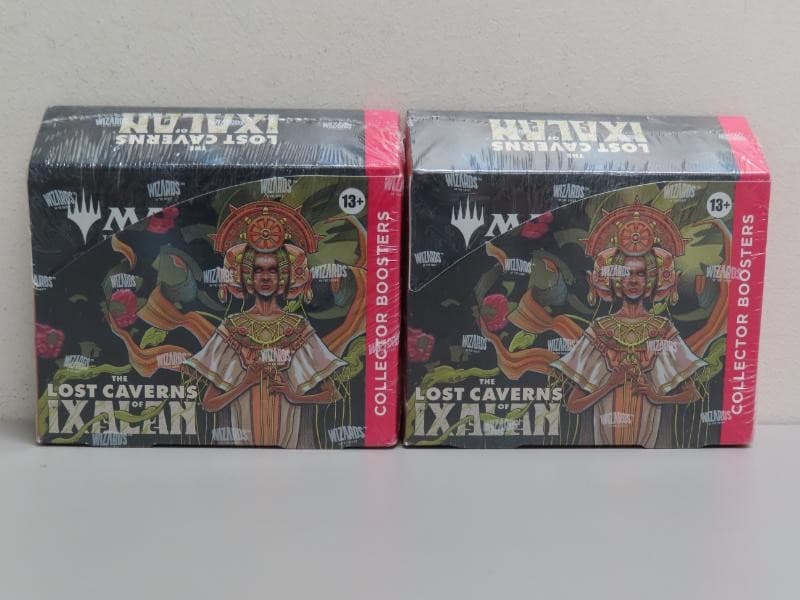 THE
LOST CAVERNS
OF
IXALAN
13+
COLLECTOR BOOSTERS
WIZARDS
THE
LOST CAVERNS
OF
IXALAN
THE
LOST CAVERNS
OF
IXALAN
13+
COLLECTOR BOOSTERS
WIZARDS
THE
LOST CAVERNS
OF
IXALAN